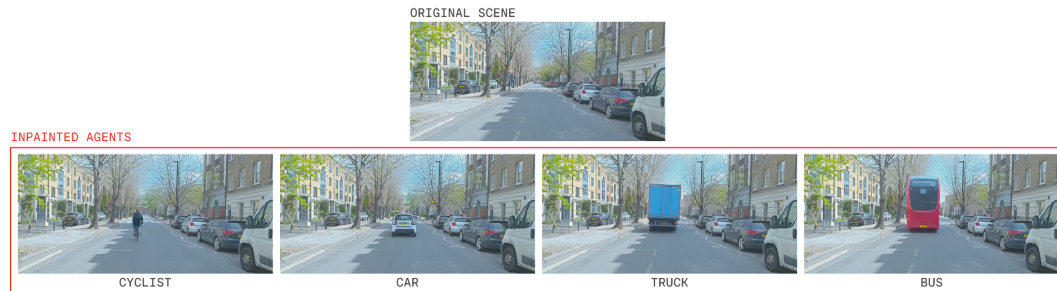 ORIGINAL SCENE
INPAINTED AGENTS
CYCLIST
CAR
TRUCK
BUS